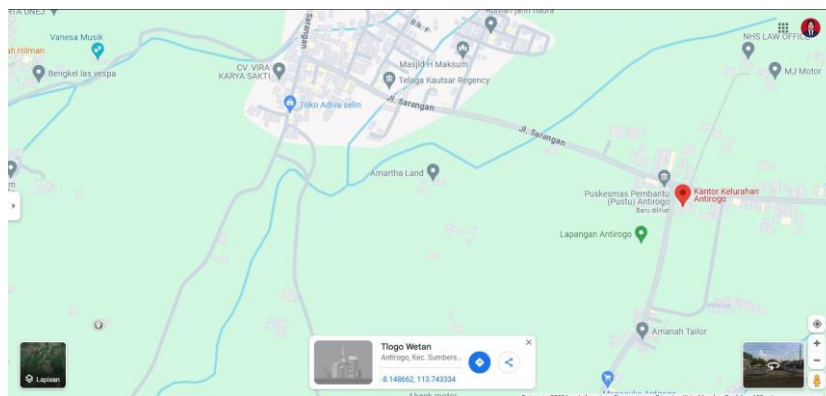 Vanesa Musik
Bengkel las vespa
CV. VIRA
KARYA SAKTI
Sarangan
Blk. F
Masjid H Maksum
Telaga Kautsar Regency
Jl. Sarangan
Toko Adiva selin
NHS LAW OFFICE
MJ Motor
Jl. Sarangan
Amartha Land
Puskesmas Pembantu
(Pustu) Antirogo
Baru dilihat
Kantor Kelurahan
Antirogo
Lapangan Antirogo
Amanah Tailor
Lapisan
Tlogo Wetan
Antirogo, Kec. Sumbers...
-8.148662, 113.743334